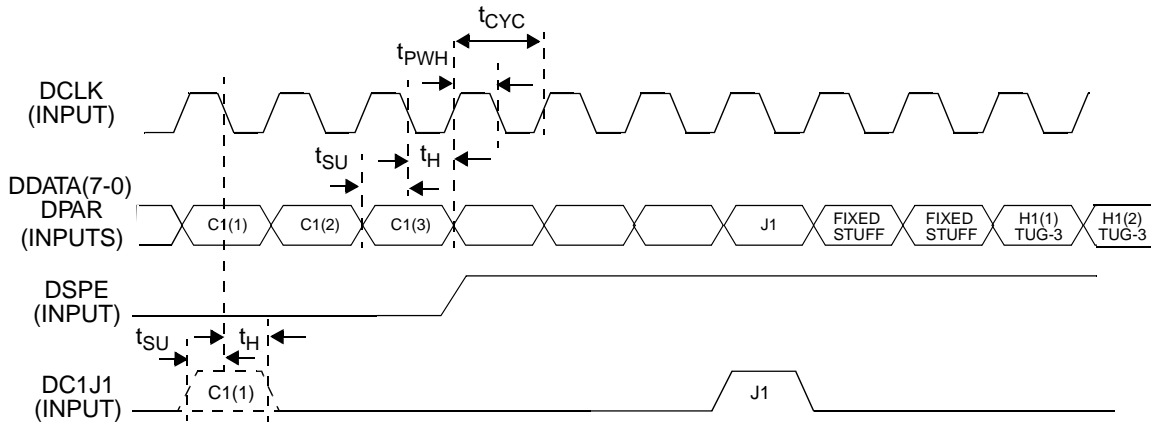 tCYC
tPWH
DCLK
(INPUT)
tSU
tH
DDATA(7-0)
DPAR
(INPUTS)
C1(1)
C1(2)
C1(3)
J1
FIXED
STUFF
FIXED
STUFF
H1(1)
TUG-3
H1(2)
TUG-3
DSPE
(INPUT)
tSU
tH
DC1J1
(INPUT)
C1(1)
J1